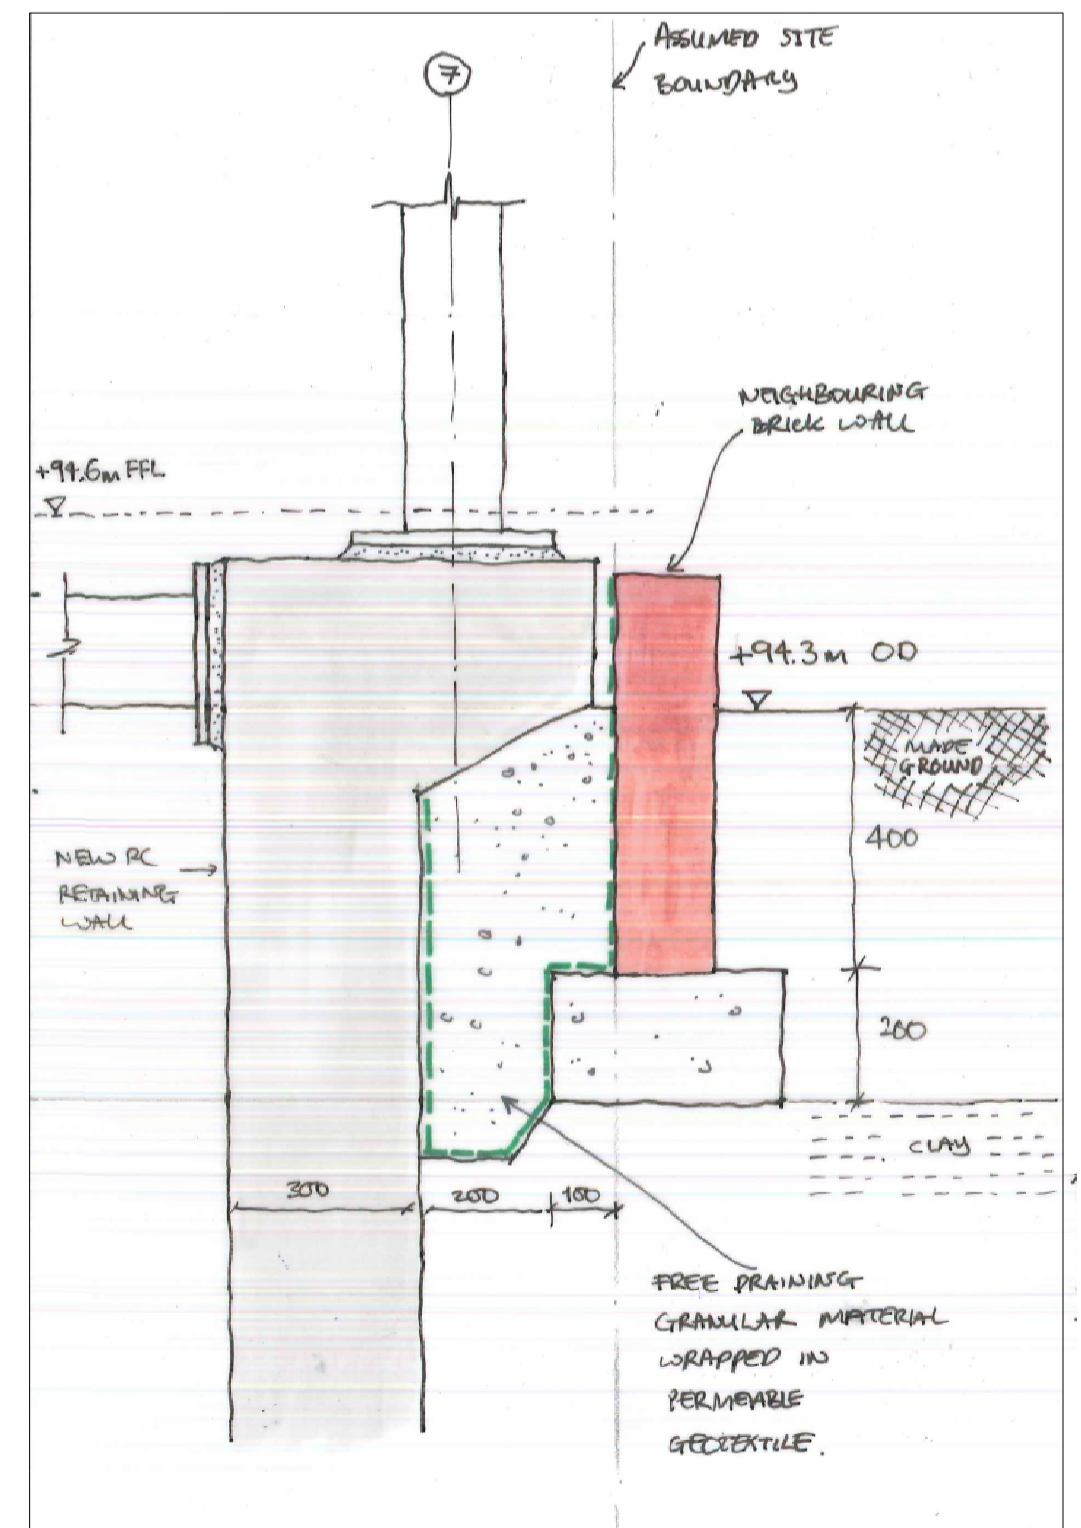 ASSUMED SITE
BOUNDARY
7
NEIGHBOURING
BRICK WALL
+94.6m FFL
+94.3m OD
MADE
GROUND
400
NEW RC
RETAINING
WALL
200
CLAY
300
200
100
FREE DRAINING
GRANULAR MATERIAL
WRAPPED IN
PERMEABLE
GEOTEXTILE.